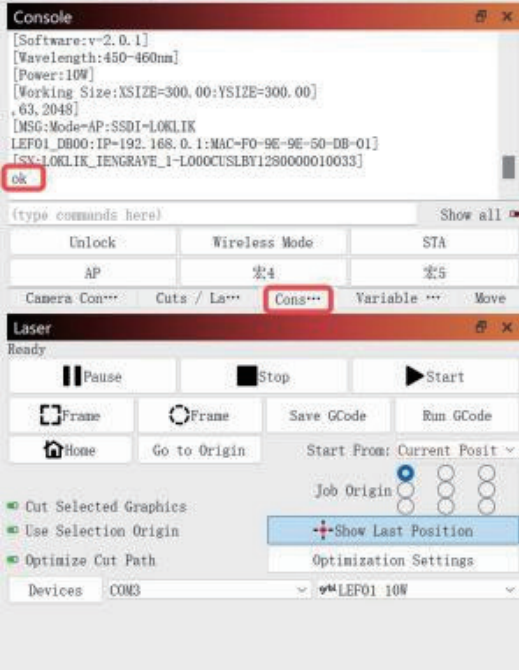 Console
[Software:v-2.0.1]
[Wavelength:450-460nm]
[Power:10W]
[Working Size:XSIZE=300.00:YSIZE=300.00]
,63,2048]
[MSG:Mode=AP:SSDI=LOKLIK
LEF01_DB00:IP=192.168.0.1:MAC=F0-9E-9E-50-DB-01]
[SX:LOKLIK_IENGRAVE_1-L000CUSLBY1280000010033]
ok
(type commands here) Show all
Unlock Wireless Mode STA
AP 宏4 宏5
Camera Con··· Cuts / La··· Cons··· Variable ··· Move
Laser
Ready
Pause Stop Start
Frame Frame Save GCode Run GCode
Home Go to Origin Start From: Current Posit
Job Origin
Cut Selected Graphics
Use Selection Origin Show Last Position
Optimize Cut Path Optimization Settings
Devices COM3 grbl LEF01 10W